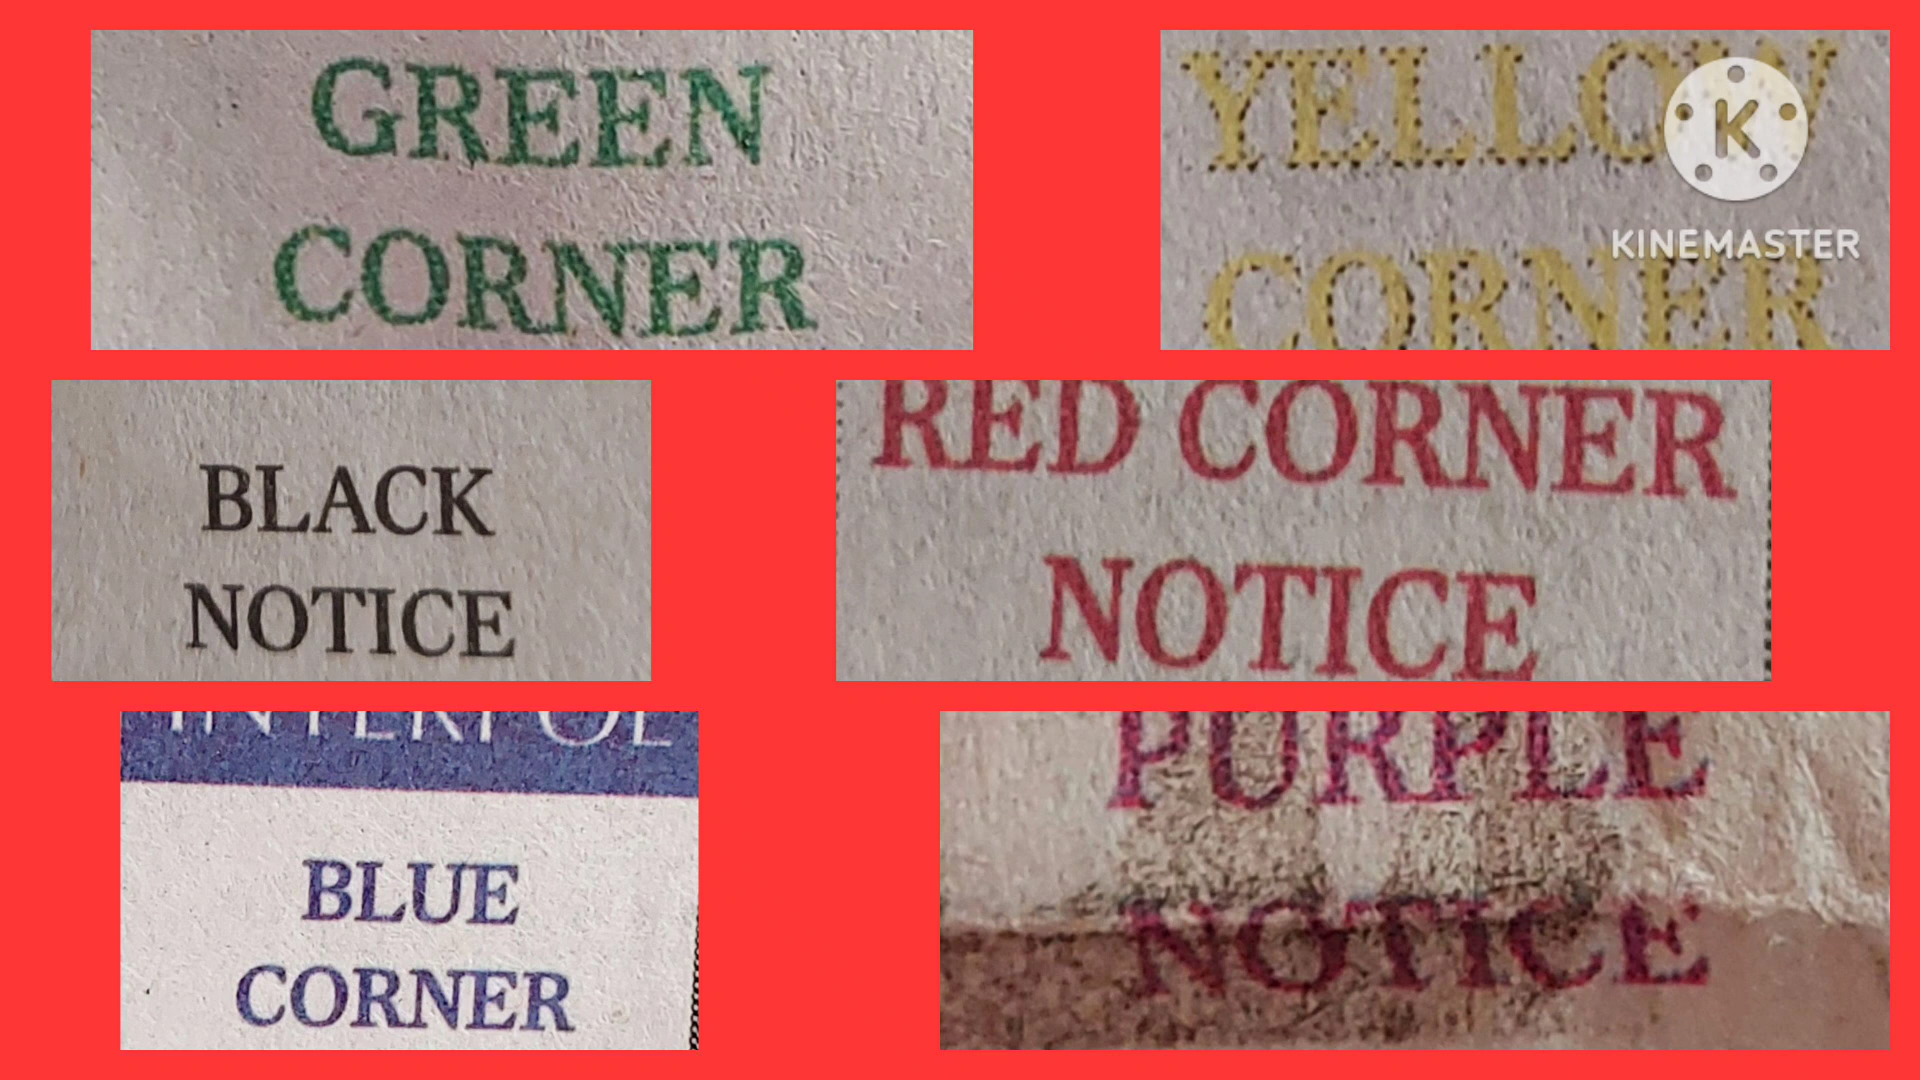 GREEN
CORNER
YELLOW
CORNER
K
KINEMASTER
BLACK
NOTICE
RED CORNER
NOTICE
INTERPOL
BLUE
CORNER
PURPLE
NOTICE